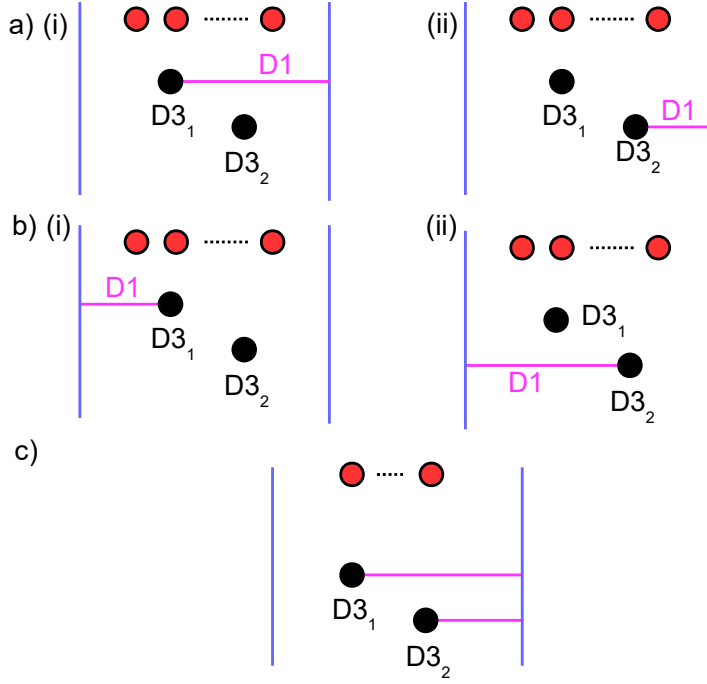 a) (i)
D1
D3₁
D3₂
(ii)
D1
D3₁
D3₂
b) (i)
D1
D3₁
D3₂
(ii)
D3₁
D1
D3₂
c)
D3₁
D3₂